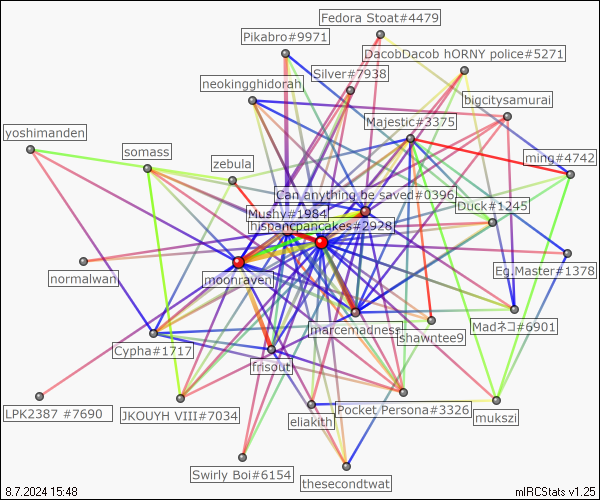 Fedora Stoat#4479
Pikabro#9971
DacobDacob hORNY police#5271
Silver#7938
neokingghidorah
bigcitysamurai
Majestic#3375
yoshimanden
somass
zebula
ming#4742
Can anything be saved#0396
Duck#1245
Mushy#1984
hispancpancakes#2928
normalwan
moonraven
Eg.Master#1378
marcemadness
Madネコ#6901
shawntee9
Cypha#1717
frisout
LPK2387 #7690
JKOUYH VIII#7034
Pocket Persona#3326
eliakith
mukszi
Swirly Boi#6154
thesecondtwat
8.7.2024 15:48
mIRCStats v1.25